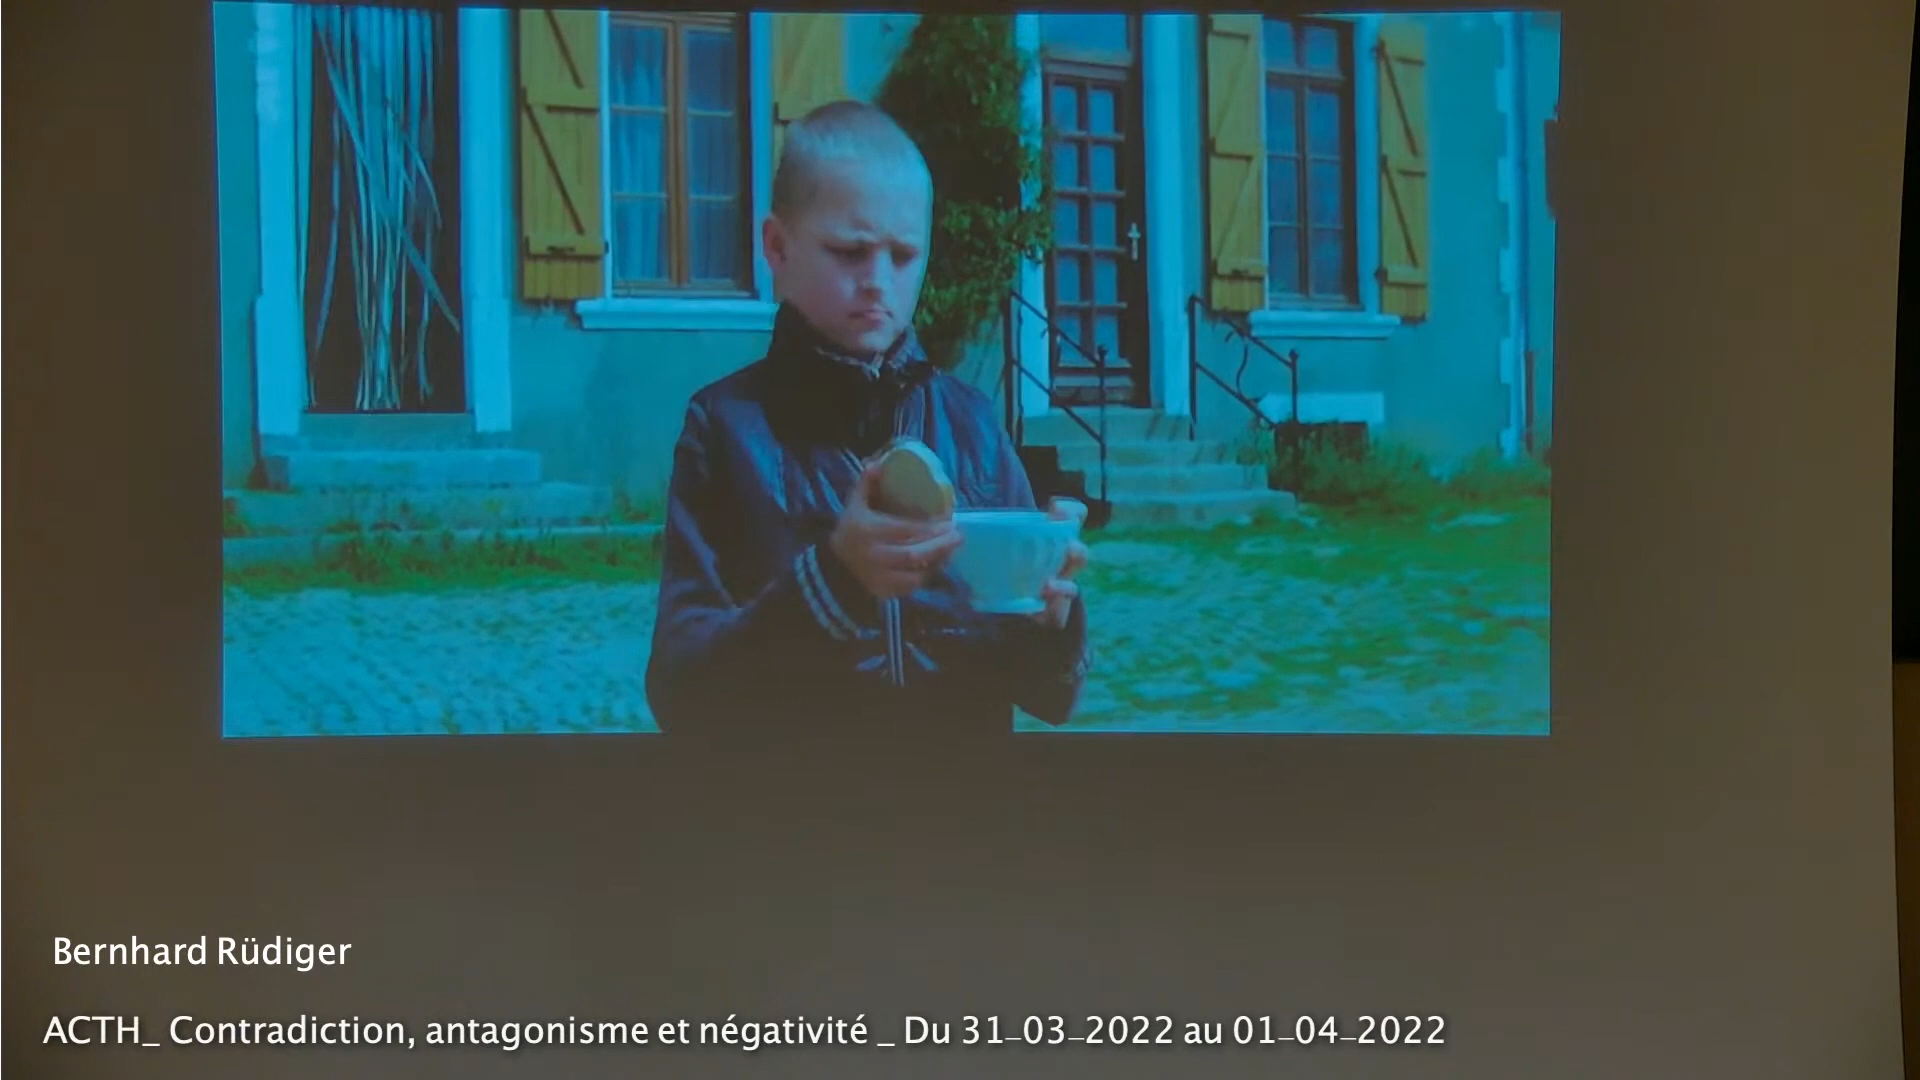 Bernhard Rüdiger
ACTH_ Contradiction, antagonisme et négativité _ Du 31-03-2022 au 01-04-2022